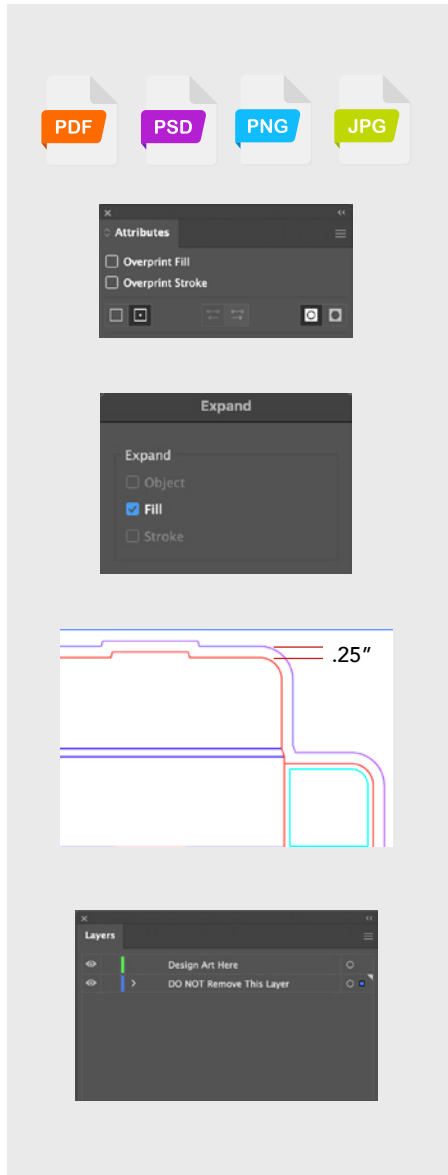 PDF PSD PNG JPG
Attributes
Overprint Fill
Overprint Stroke
Expand
Expand
Object
Fill
Stroke
.25”
Layers
Design Art Here
DO NOT Remove This Layer